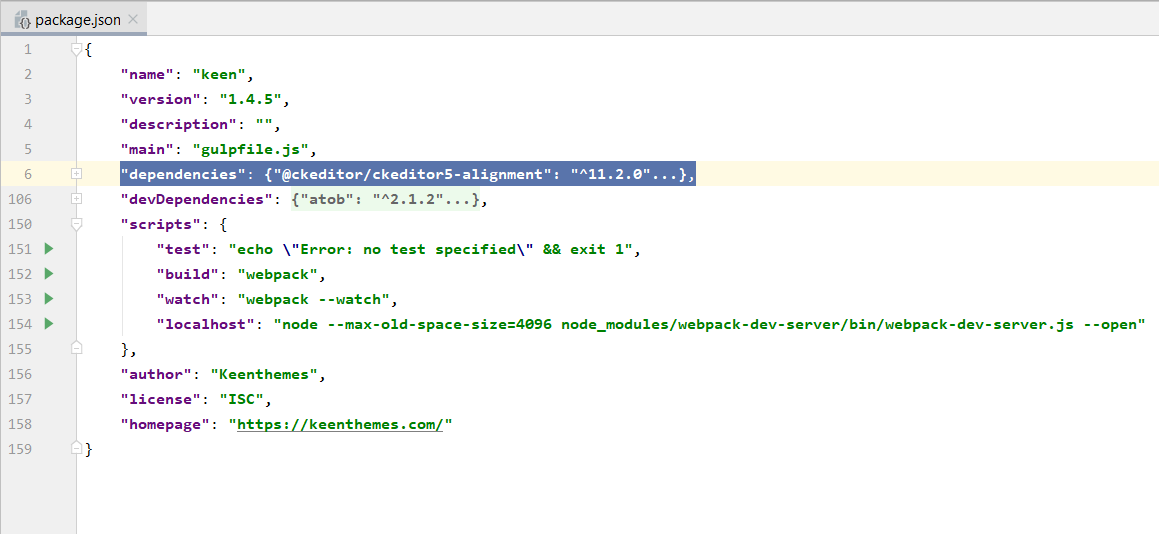 package.json
1 {
2 "name": "keen",
3 "version": "1.4.5",
4 "description": "",
5 "main": "gulpfile.js",
6 "dependencies": {"@ckeditor/ckeditor5-alignment": "^11.2.0"...},
106 "devDependencies": {"atob": "^2.1.2"...},
150 "scripts": {
151 "test": "echo \"Error: no test specified\" && exit 1",
152 "build": "webpack",
153 "watch": "webpack --watch",
154 "localhost": "node --max-old-space-size=4096 node_modules/webpack-dev-server/bin/webpack-dev-server.js --open"
155 },
156 "author": "Keenthemes",
157 "license": "ISC",
158 "homepage": "https://keenthemes.com/"
159 }